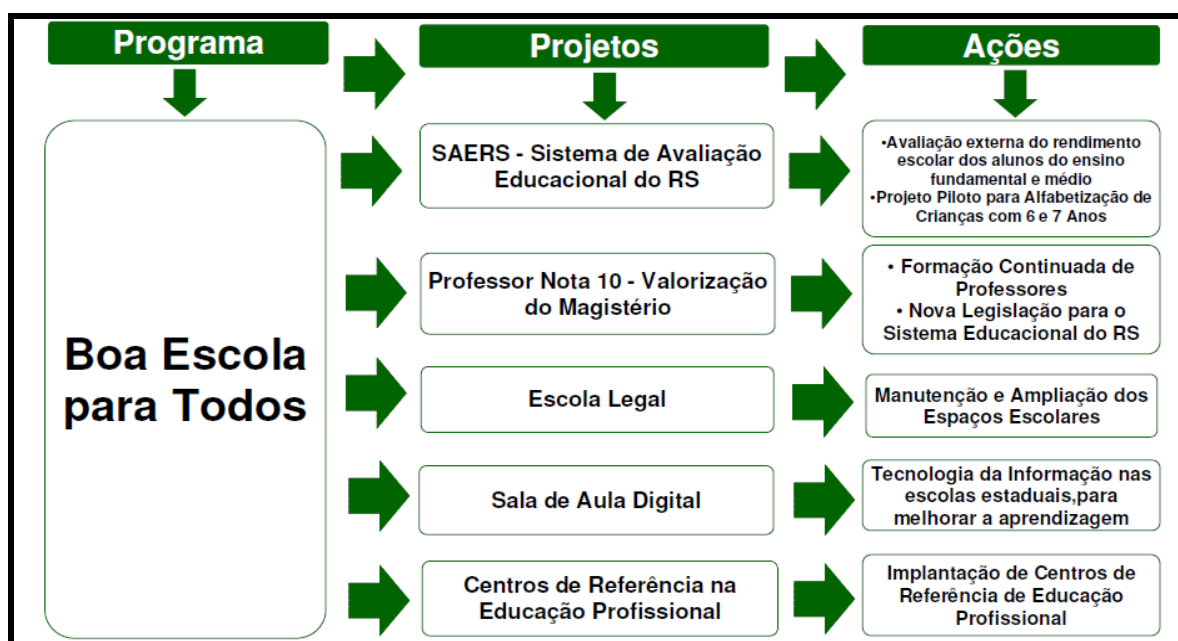 Programa
Projetos
Ações
Boa Escola
para Todos
SAERS - Sistema de Avaliação
Educacional do RS
•Avaliação externa do rendimento
escolar dos alunos do ensino
fundamental e médio
•Projeto Piloto para Alfabetização de
Crianças com 6 e 7 Anos
Professor Nota 10 - Valorização
do Magistério
• Formação Continuada de
Professores
• Nova Legislação para o
Sistema Educacional do RS
Escola Legal
Manutenção e Ampliação dos
Espaços Escolares
Sala de Aula Digital
Tecnologia da Informação nas
escolas estaduais,para
melhorar a aprendizagem
Centros de Referência na
Educação Profissional
Implantação de Centros de
Referência de Educação
Profissional